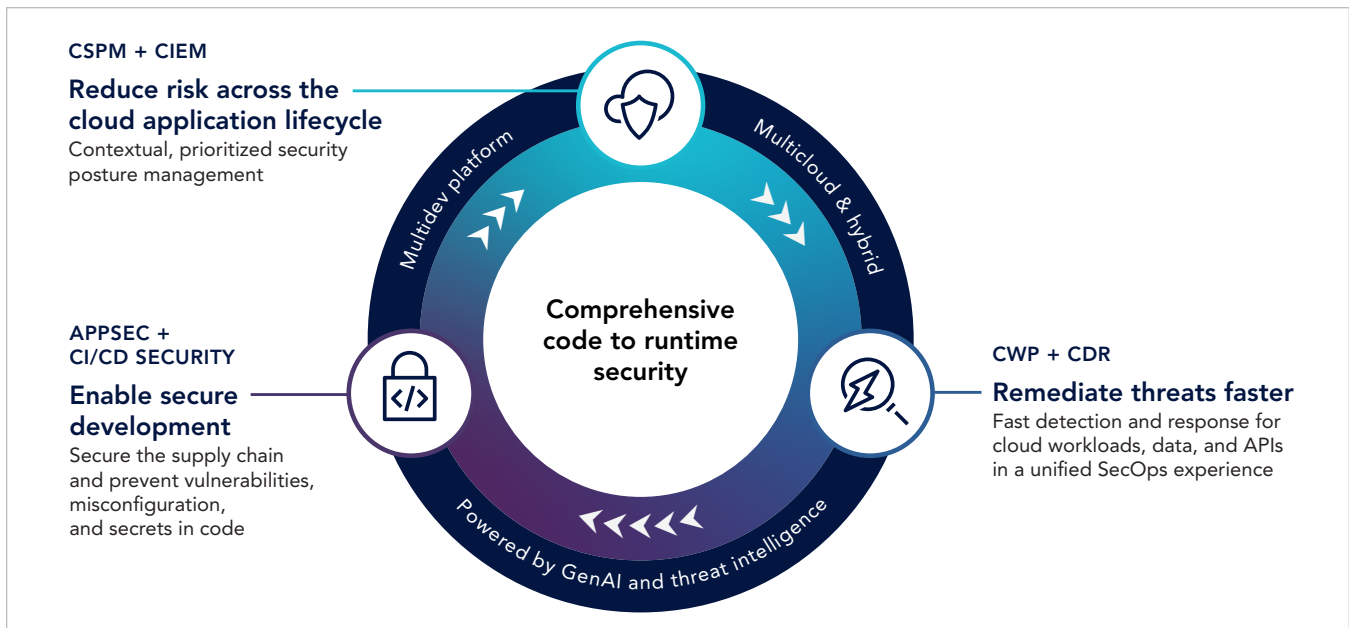 CSPM + CIEM
Reduce risk across the
cloud application lifecycle
Contextual, prioritized security
posture management
Multidev platform
Multicloud & hybrid
Comprehensive
code to runtime
security
APPSEC +
CI/CD SECURITY
Enable secure
development
Secure the supply chain
and prevent vulnerabilities,
misconfiguration,
and secrets in code
</>
CWP + CDR
Remediate threats faster
Fast detection and response for
cloud workloads, data, and APIs
in a unified SecOps experience
Powered by GenAI and threat intelligence